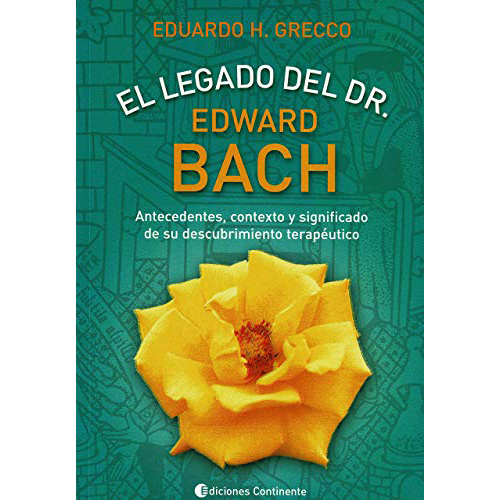 EDUARDO H. GRECCO
EL LEGADO DEL DR.
EDWARD
BACH
Antecedentes, contexto y significado
de su descubrimiento terapéutico
Ediciones Continente